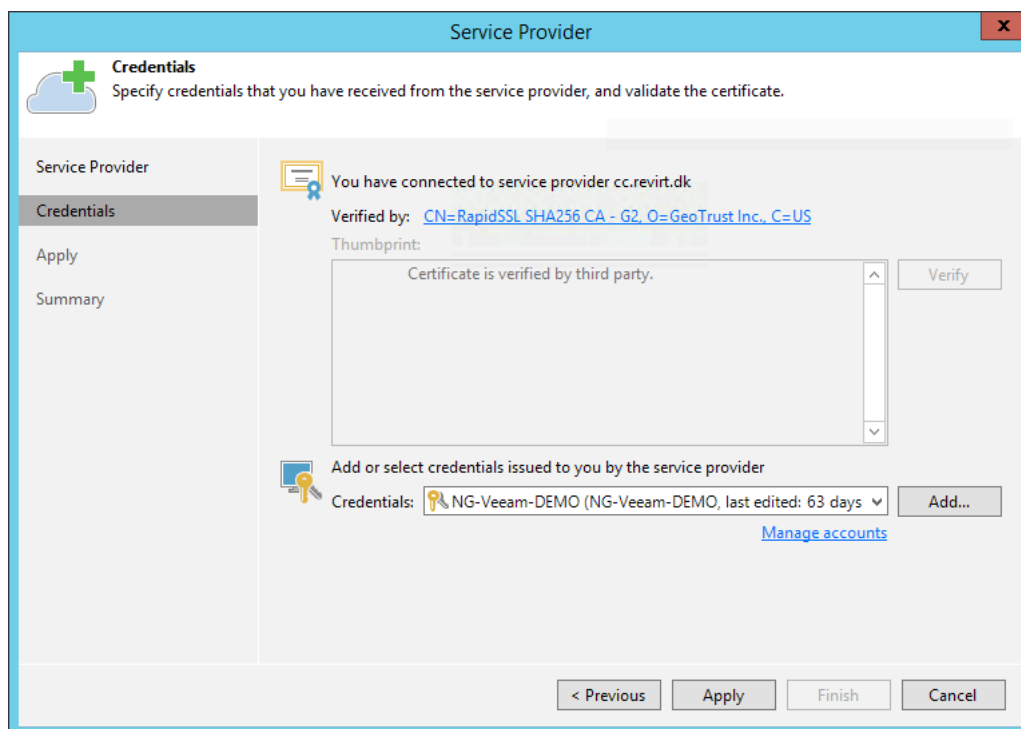 Service Provider
x
Credentials
Specify credentials that you have received from the service provider, and validate the certificate.
Service Provider
Credentials
Apply
Summary
You have connected to service provider cc.revirt.dk
Verified by: CN=RapidSSL SHA256 CA - G2, O=GeoTrust Inc., C=US
Thumbprint:
Certificate is verified by third party.
Verify
Add or select credentials issued to you by the service provider
Credentials: NG-Veeam-DEMO (NG-Veeam-DEMO, last edited: 63 days
Add...
Manage accounts
< Previous Apply Finish Cancel